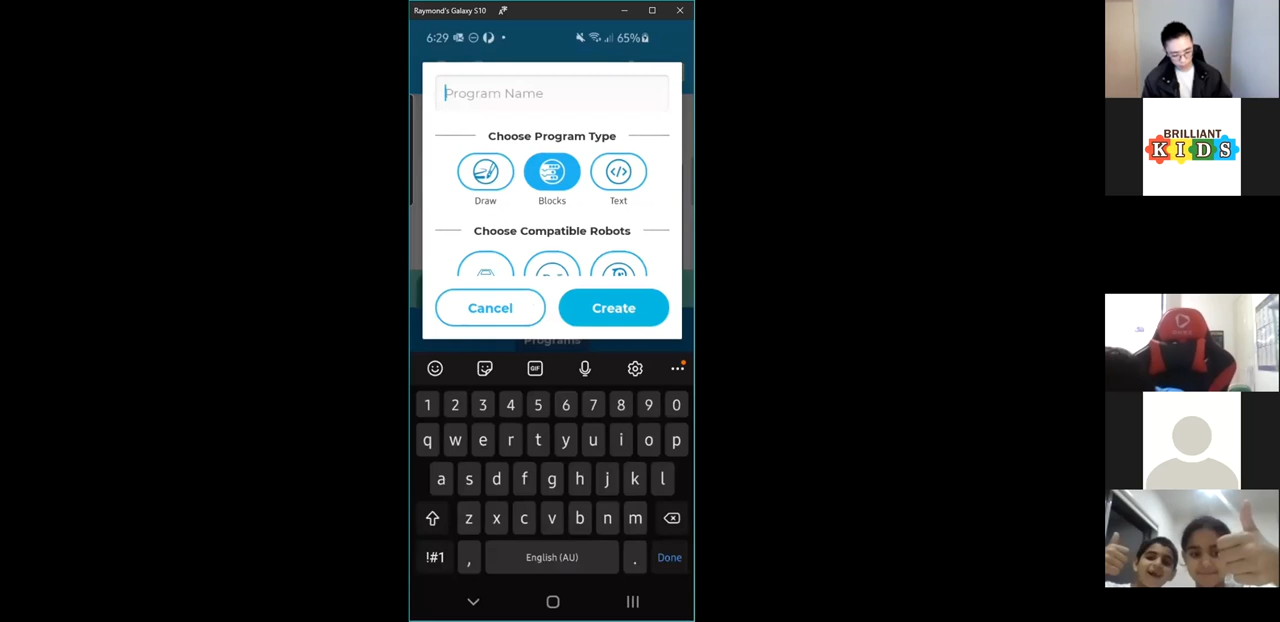 Raymond's Galaxy S10
6:29
65%
Program Name
Choose Program Type
Draw
Blocks
Text
Choose Compatible Robots
Cancel
Create
Programs
GIF
1 2 3 4 5 6 7 8 9 0
q w e r t y u i o p
a s d f g h j k l
z x c v b n m
!#1 , English (AU) . Done
BRILLIANT
KIDS